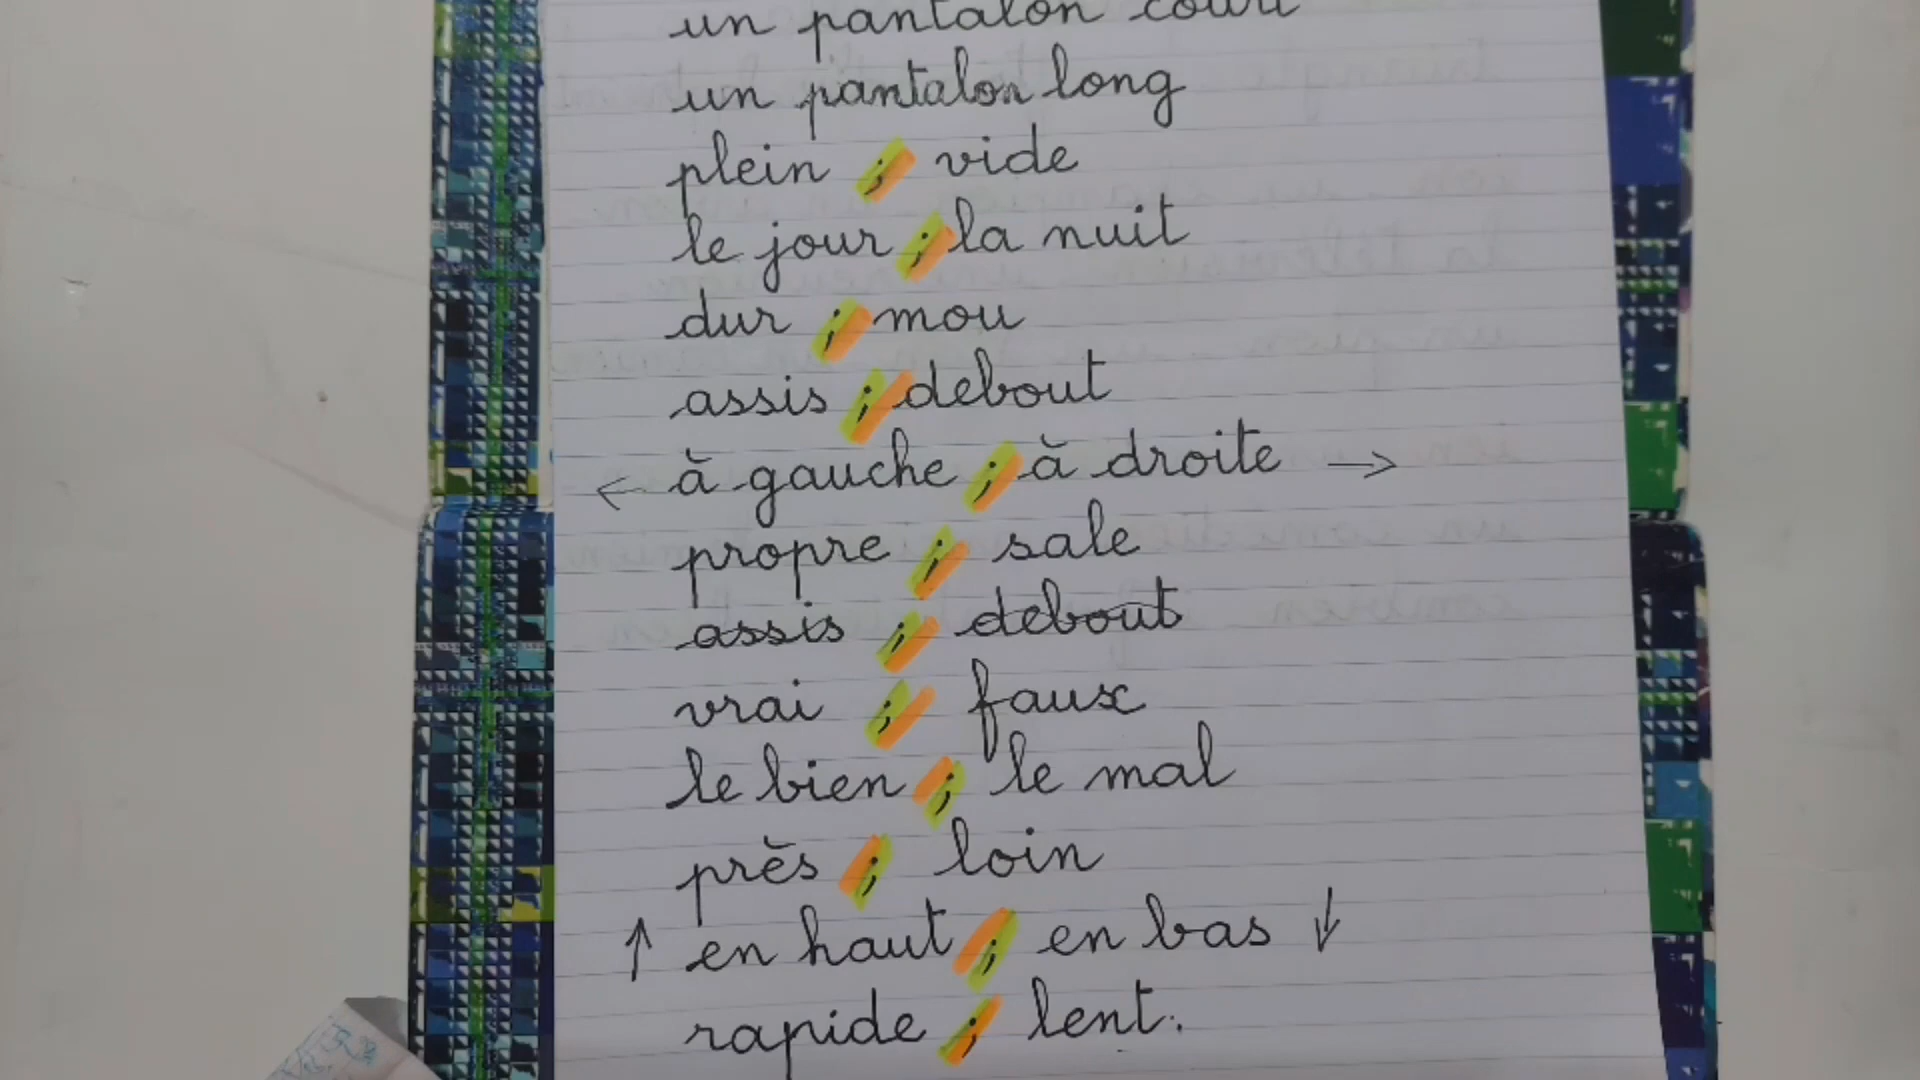 un pantalon court
un pantalon long
plein ; vide
le jour ; la nuit
dur ; mou
assis ; debout
← à gauche ; à droite →
propre ; sale
assis ; debout
vrai ; faux
le bien ; le mal
près ; loin
↑ en haut ; en bas ↓
rapide ; lent.